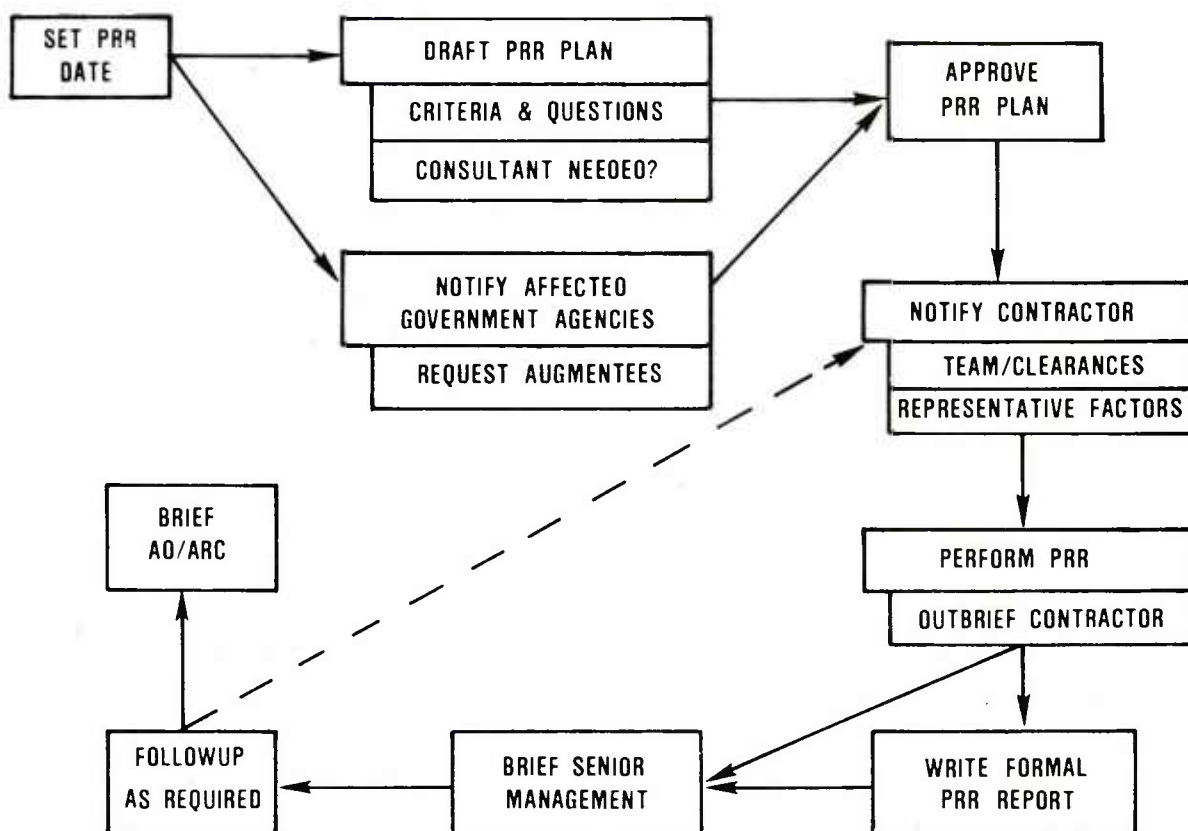 SET PRR
DATE
DRAFT PRR PLAN
CRITERIA & QUESTIONS
CONSULTANT NEEDEO?
APPROVE
PRR PLAN
NOTIFY AFFECTED
GOVERNMENT AGENCIES
REQUEST AUGMENTEES
NOTIFY CONTRACTOR
TEAM/CLEARANCES
REPRESENTATIVE FACTORS
BRIEF
AO/ARC
PERFORM PRR
OUTBRIEF CONTRACTOR
FOLLOWUP
AS REQUIRED
BRIEF SENIOR
MANAGEMENT
WRITE FORMAL
PRR REPORT